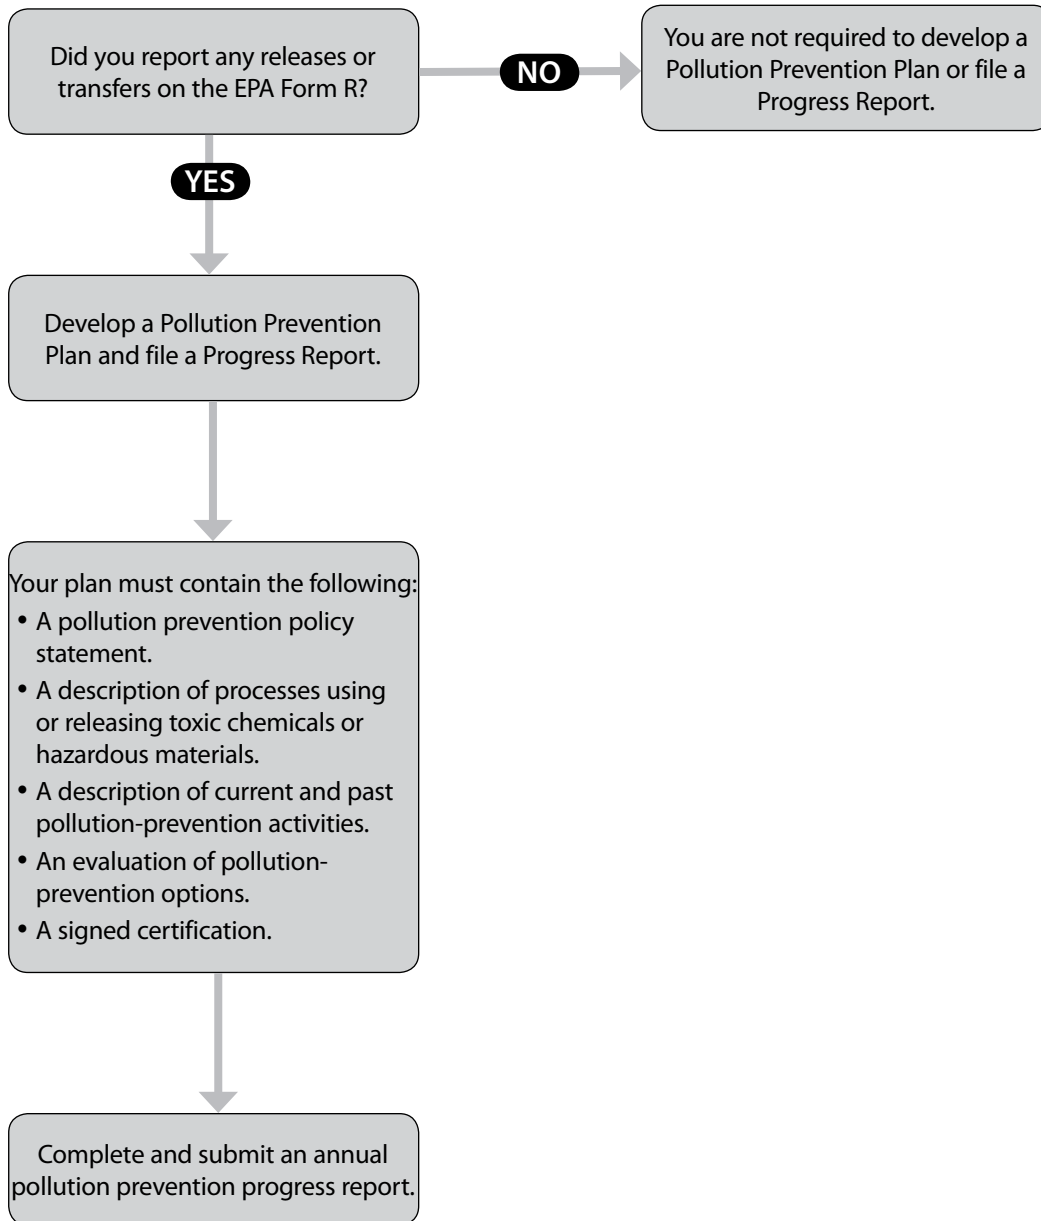 Did you report any releases or
transfers on the EPA Form R?
NO
You are not required to develop a
Pollution Prevention Plan or file a
Progress Report.
YES
Develop a Pollution Prevention
Plan and file a Progress Report.
Your plan must contain the following:
• A pollution prevention policy
statement.
• A description of processes using
or releasing toxic chemicals or
hazardous materials.
• A description of current and past
pollution-prevention activities.
• An evaluation of pollution-
prevention options.
• A signed certification.
Complete and submit an annual
pollution prevention progress report.